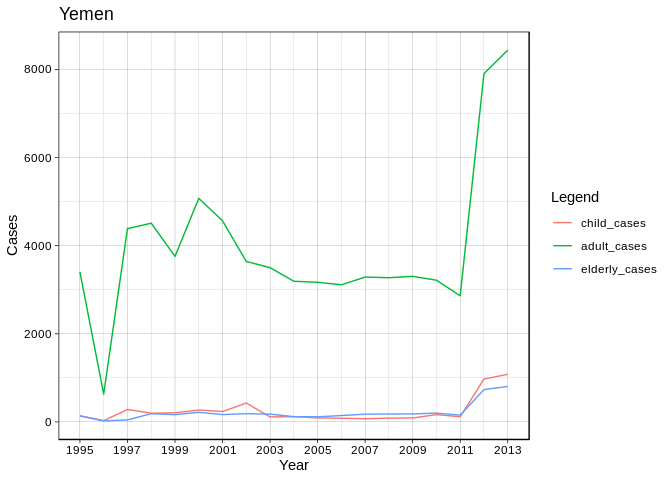 Yemen
8000
6000
4000
2000
0
Cases
1995 1997 1999 2001 2003 2005 2007 2009 2011 2013
Year
Legend
child_cases
adult_cases
elderly_cases